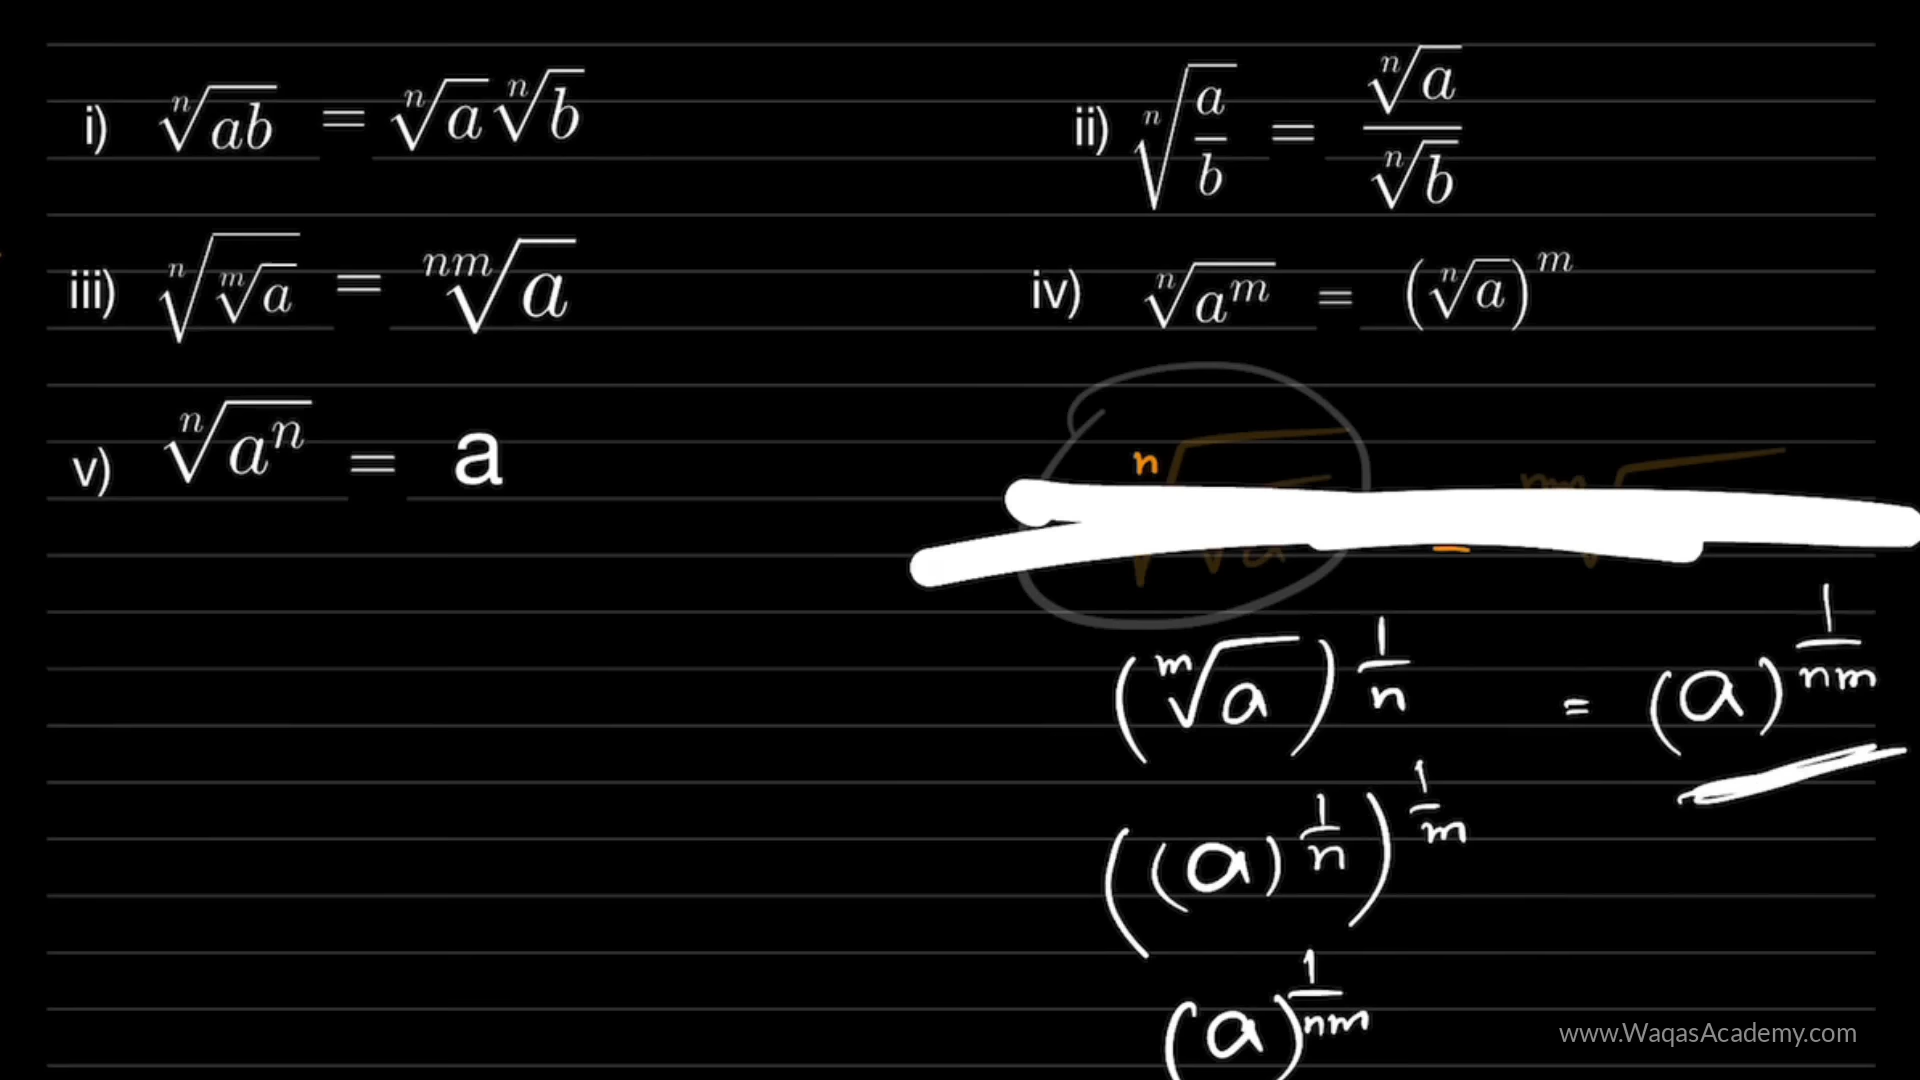 i) ⁿ√(ab) = ⁿ√a ⁿ√b
ii) ⁿ√(a/b) = ⁿ√a / ⁿ√b
iii) ⁿ√(ᵐ√a) = ⁿᵐ√a
iv) ⁿ√(aᵐ) = (ⁿ√a)ᵐ
v) ⁿ√(aⁿ) = a
n
(ᵐ√a)^(1/n) = (a)^(1/nm)
((a)^(1/n))^(1/m)
(a)^(1/nm)
www.WaqasAcademy.com